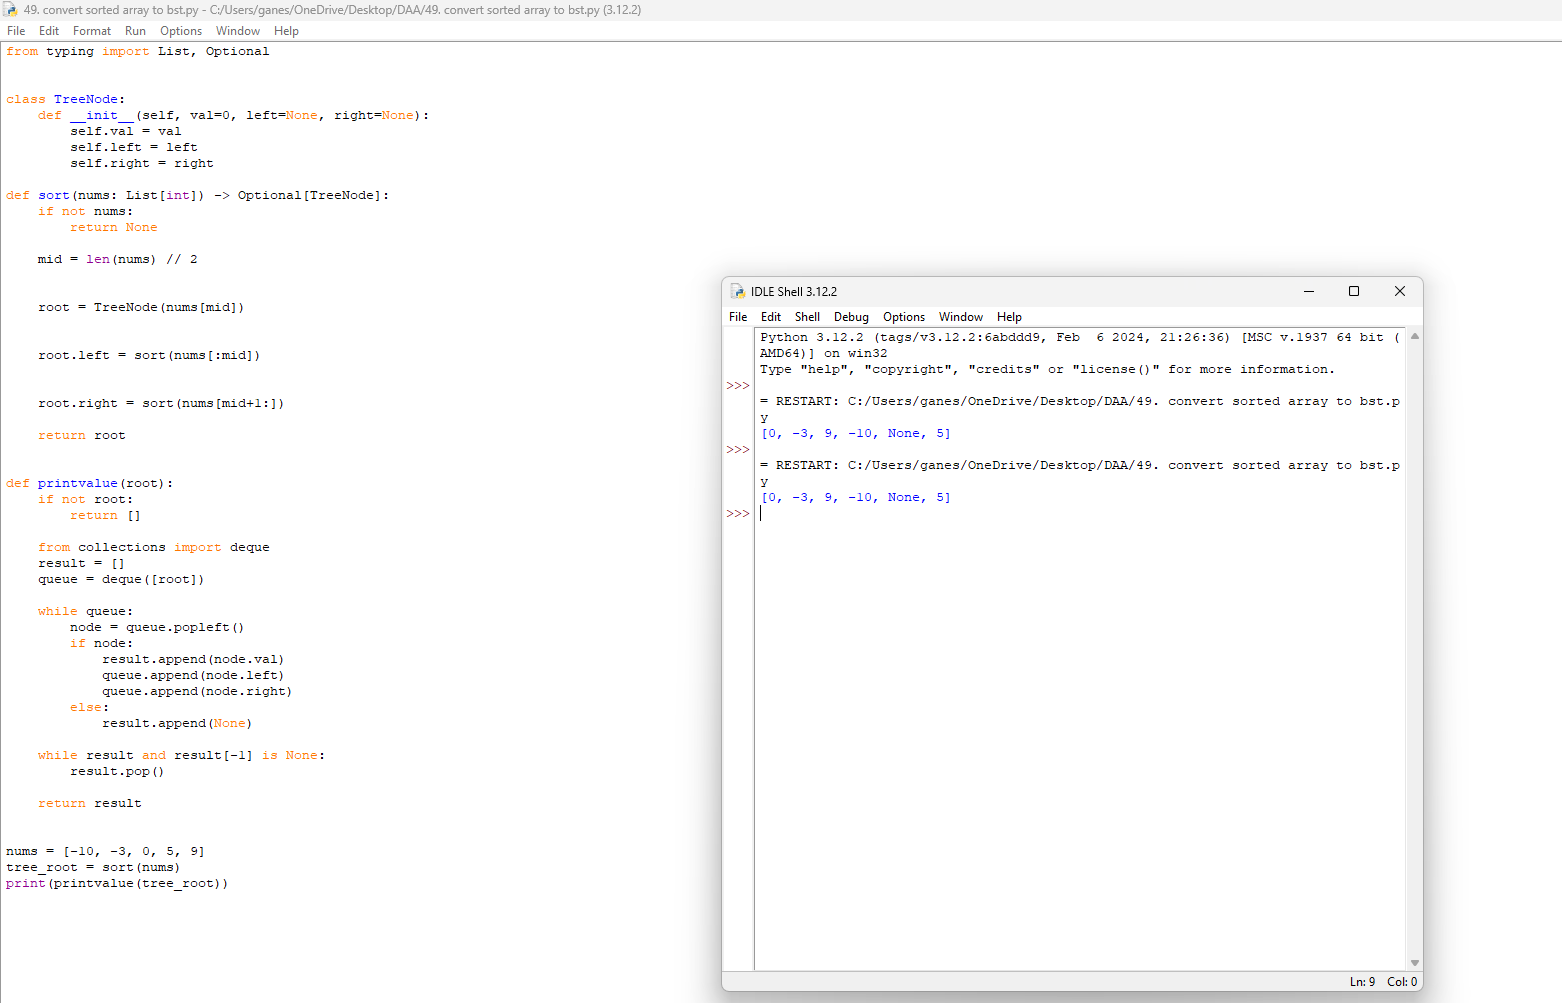 49. convert sorted array to bst.py - C:/Users/ganes/OneDrive/Desktop/DAA/49. convert sorted array to bst.py (3.12.2)
File Edit Format Run Options Window Help
from typing import List, Optional
class TreeNode:
    def __init__(self, val=0, left=None, right=None):
        self.val = val
        self.left = left
        self.right = right
def sort(nums: List[int]) -> Optional[TreeNode]:
    if not nums:
        return None
    mid = len(nums) // 2
    root = TreeNode(nums[mid])
    root.left = sort(nums[:mid])
    root.right = sort(nums[mid+1:])
    return root
def printvalue(root):
    if not root:
        return []
    from collections import deque
    result = []
    queue = deque([root])
    while queue:
        node = queue.popleft()
        if node:
            result.append(node.val)
            queue.append(node.left)
            queue.append(node.right)
        else:
            result.append(None)
    while result and result[-1] is None:
        result.pop()
    return result
nums = [-10, -3, 0, 5, 9]
tree_root = sort(nums)
print(printvalue(tree_root))
IDLE Shell 3.12.2
File Edit Shell Debug Options Window Help
Python 3.12.2 (tags/v3.12.2:6abddd9, Feb  6 2024, 21:26:36) [MSC v.1937 64 bit (
AMD64)] on win32
Type "help", "copyright", "credits" or "license()" for more information.
>>>
= RESTART: C:/Users/ganes/OneDrive/Desktop/DAA/49. convert sorted array to bst.p
y
[0, -3, 9, -10, None, 5]
>>>
= RESTART: C:/Users/ganes/OneDrive/Desktop/DAA/49. convert sorted array to bst.p
y
[0, -3, 9, -10, None, 5]
>>>
Ln: 9 Col: 0